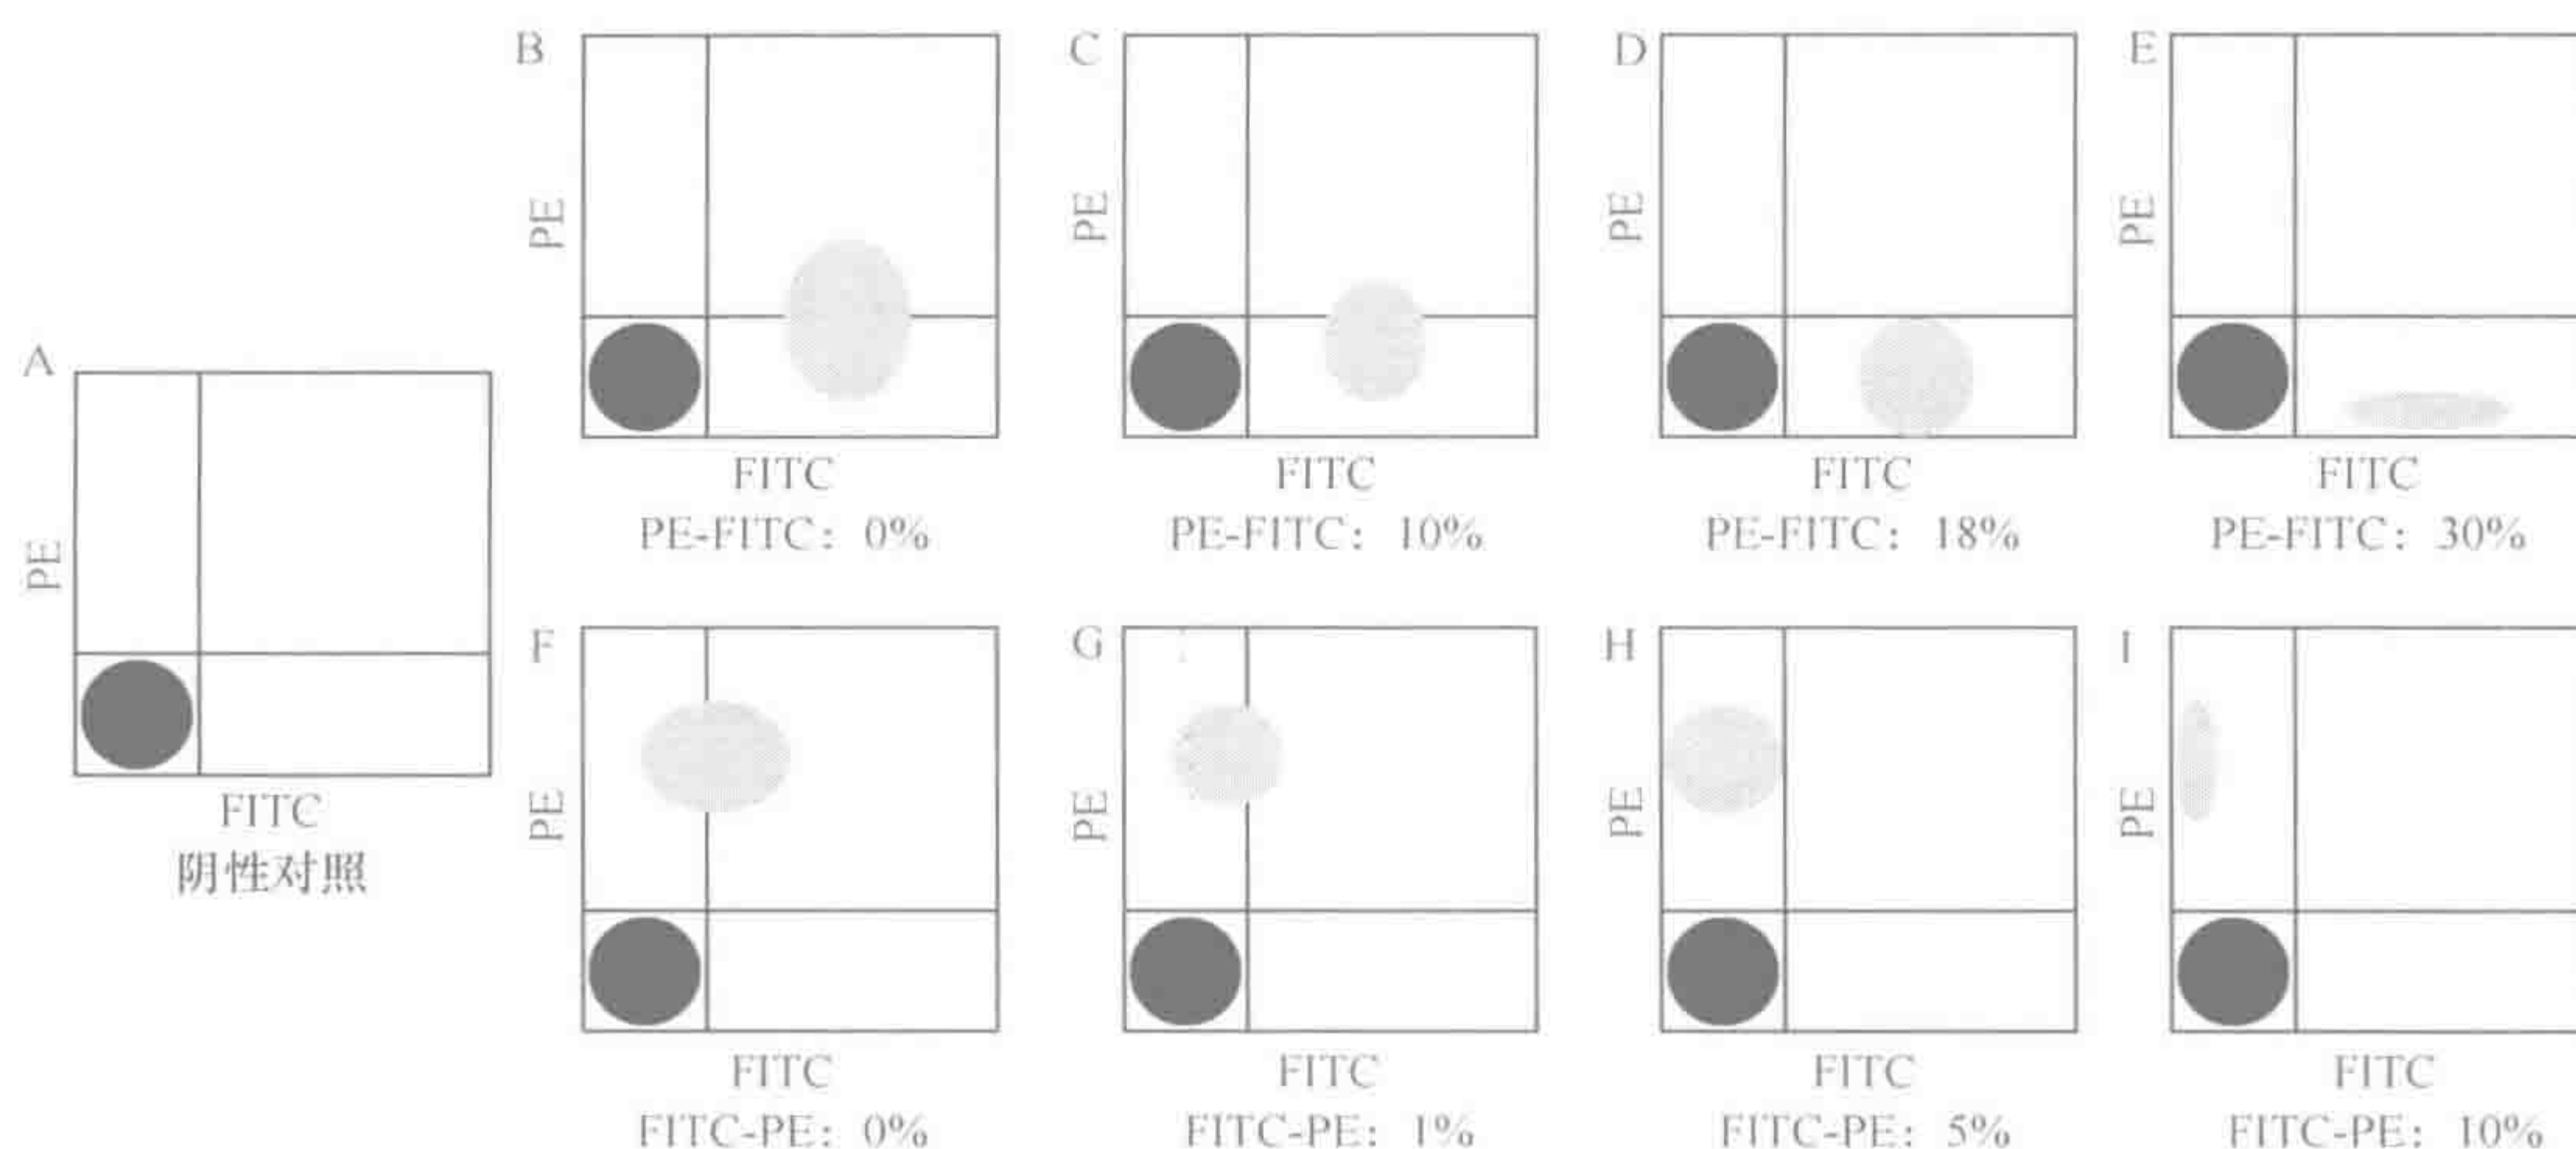 A
PE
FITC
阴性对照
B
PE
FITC
PE-FITC：0%
C
PE
FITC
PE-FITC：10%
D
PE
FITC
PE-FITC：18%
E
PE
FITC
PE-FITC：30%
F
PE
FITC
FITC-PE：0%
G
PE
FITC
FITC-PE：1%
H
PE
FITC
FITC-PE：5%
I
PE
FITC
FITC-PE：10%